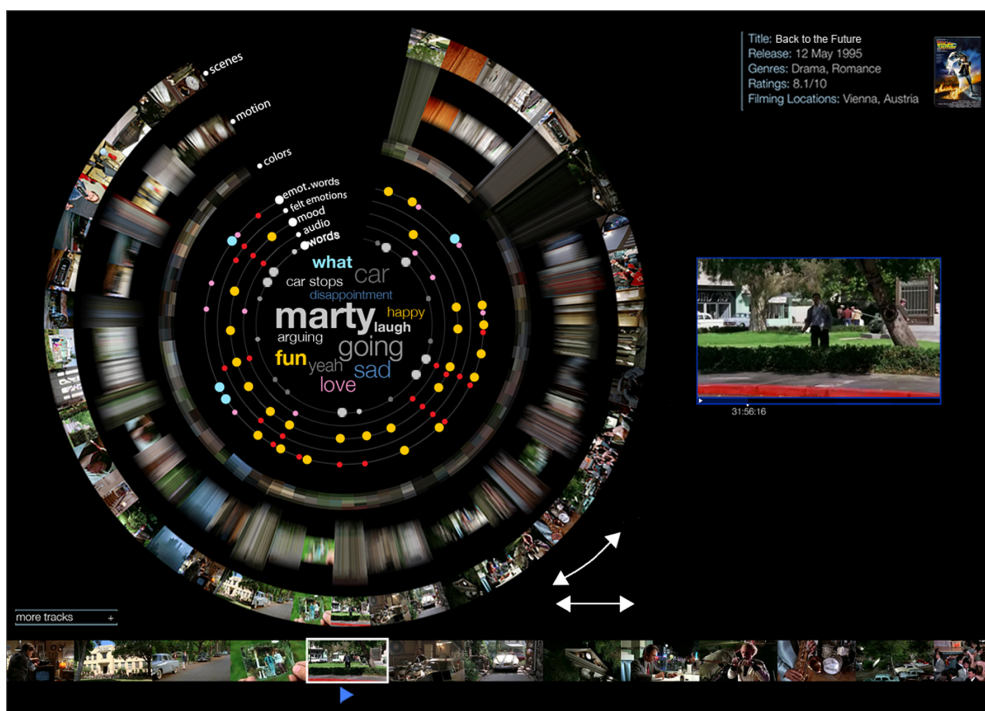 Title: Back to the Future
Release: 12 May 1995
Genres: Drama, Romance
Ratings: 8.1/10
Filming Locations: Vienna, Austria
scenes
motion
colors
emot.words
felt emotions
mood
audio
words
what
car
car stops
disappointment
marty
happy
laugh
arguing
going
fun
yeah
sad
love
31:56:16
more tracks +